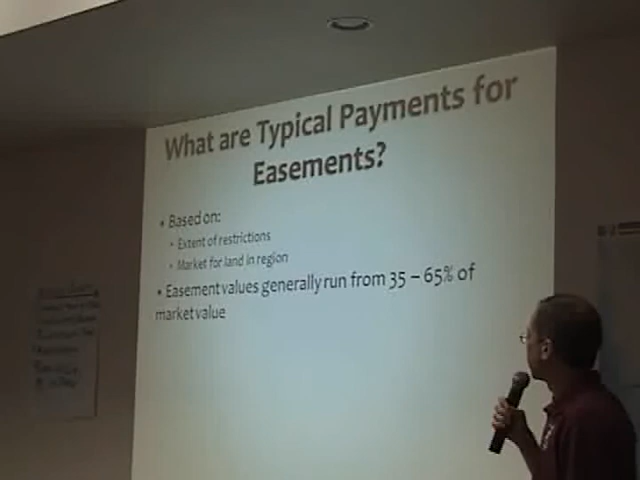 What are Typical Payments for
Easements?
• Based on:
• Extent of restrictions
• Market for land in region
• Easement values generally run from 35 – 65% of
market value